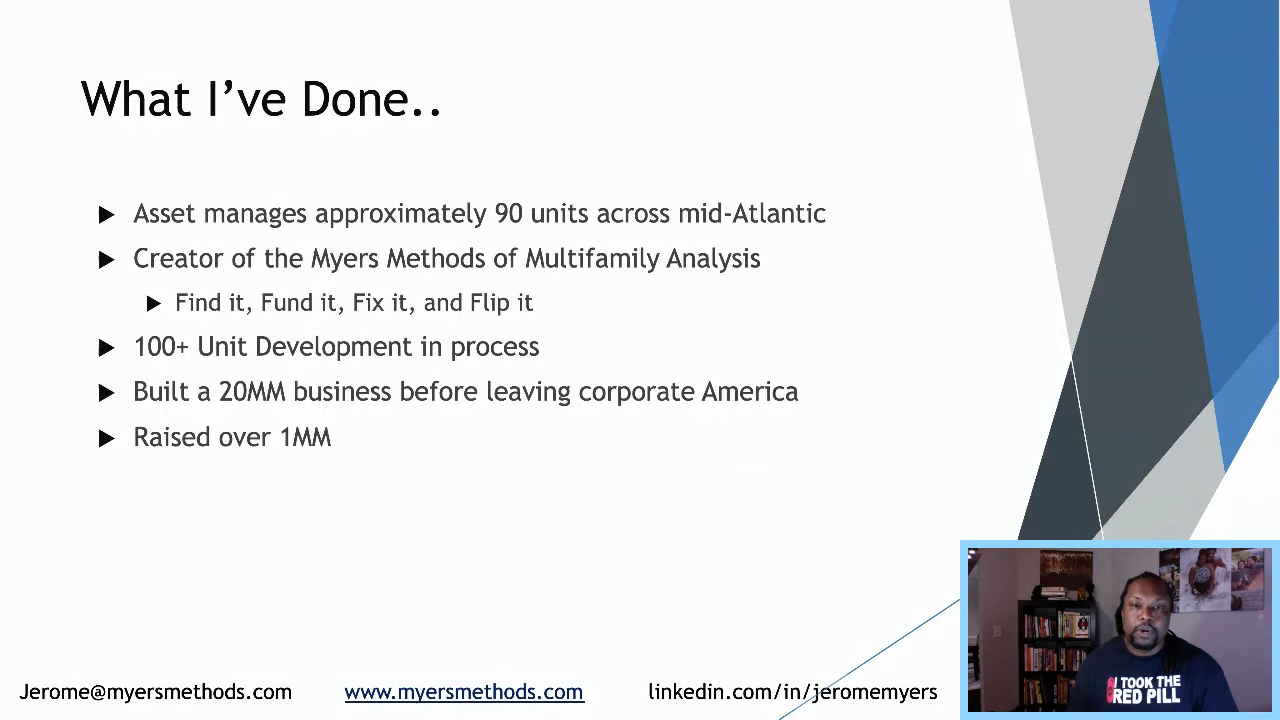 What I’ve Done..
Asset manages approximately 90 units across mid-Atlantic
Creator of the Myers Methods of Multifamily Analysis
Find it, Fund it, Fix it, and Flip it
100+ Unit Development in process
Built a 20MM business before leaving corporate America
Raised over 1MM
Jerome@myersmethods.com
www.myersmethods.com
linkedin.com/in/jeromemyers
I TOOK THE
RED PILL